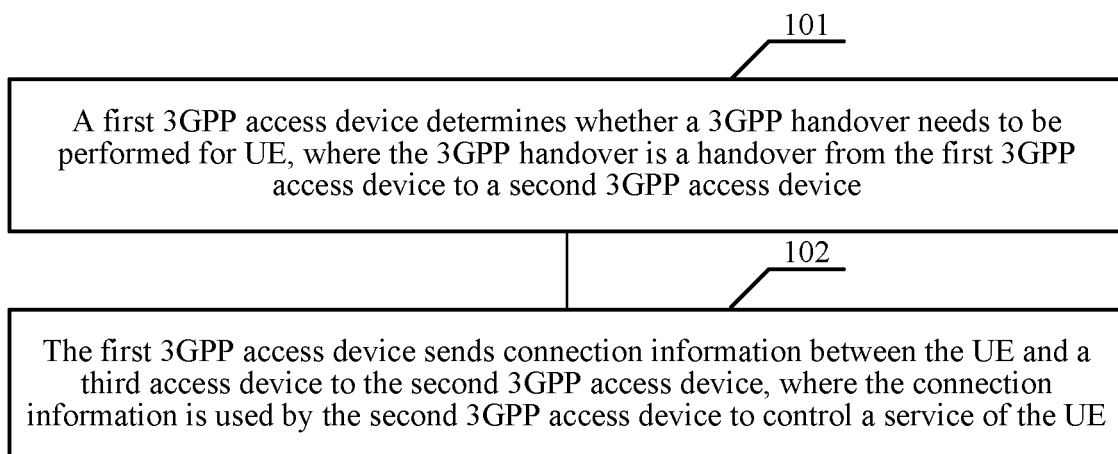 101
A first 3GPP access device determines whether a 3GPP handover needs to be
performed for UE, where the 3GPP handover is a handover from the first 3GPP
access device to a second 3GPP access device
102
The first 3GPP access device sends connection information between the UE and a
third access device to the second 3GPP access device, where the connection
information is used by the second 3GPP access device to control a service of the UE